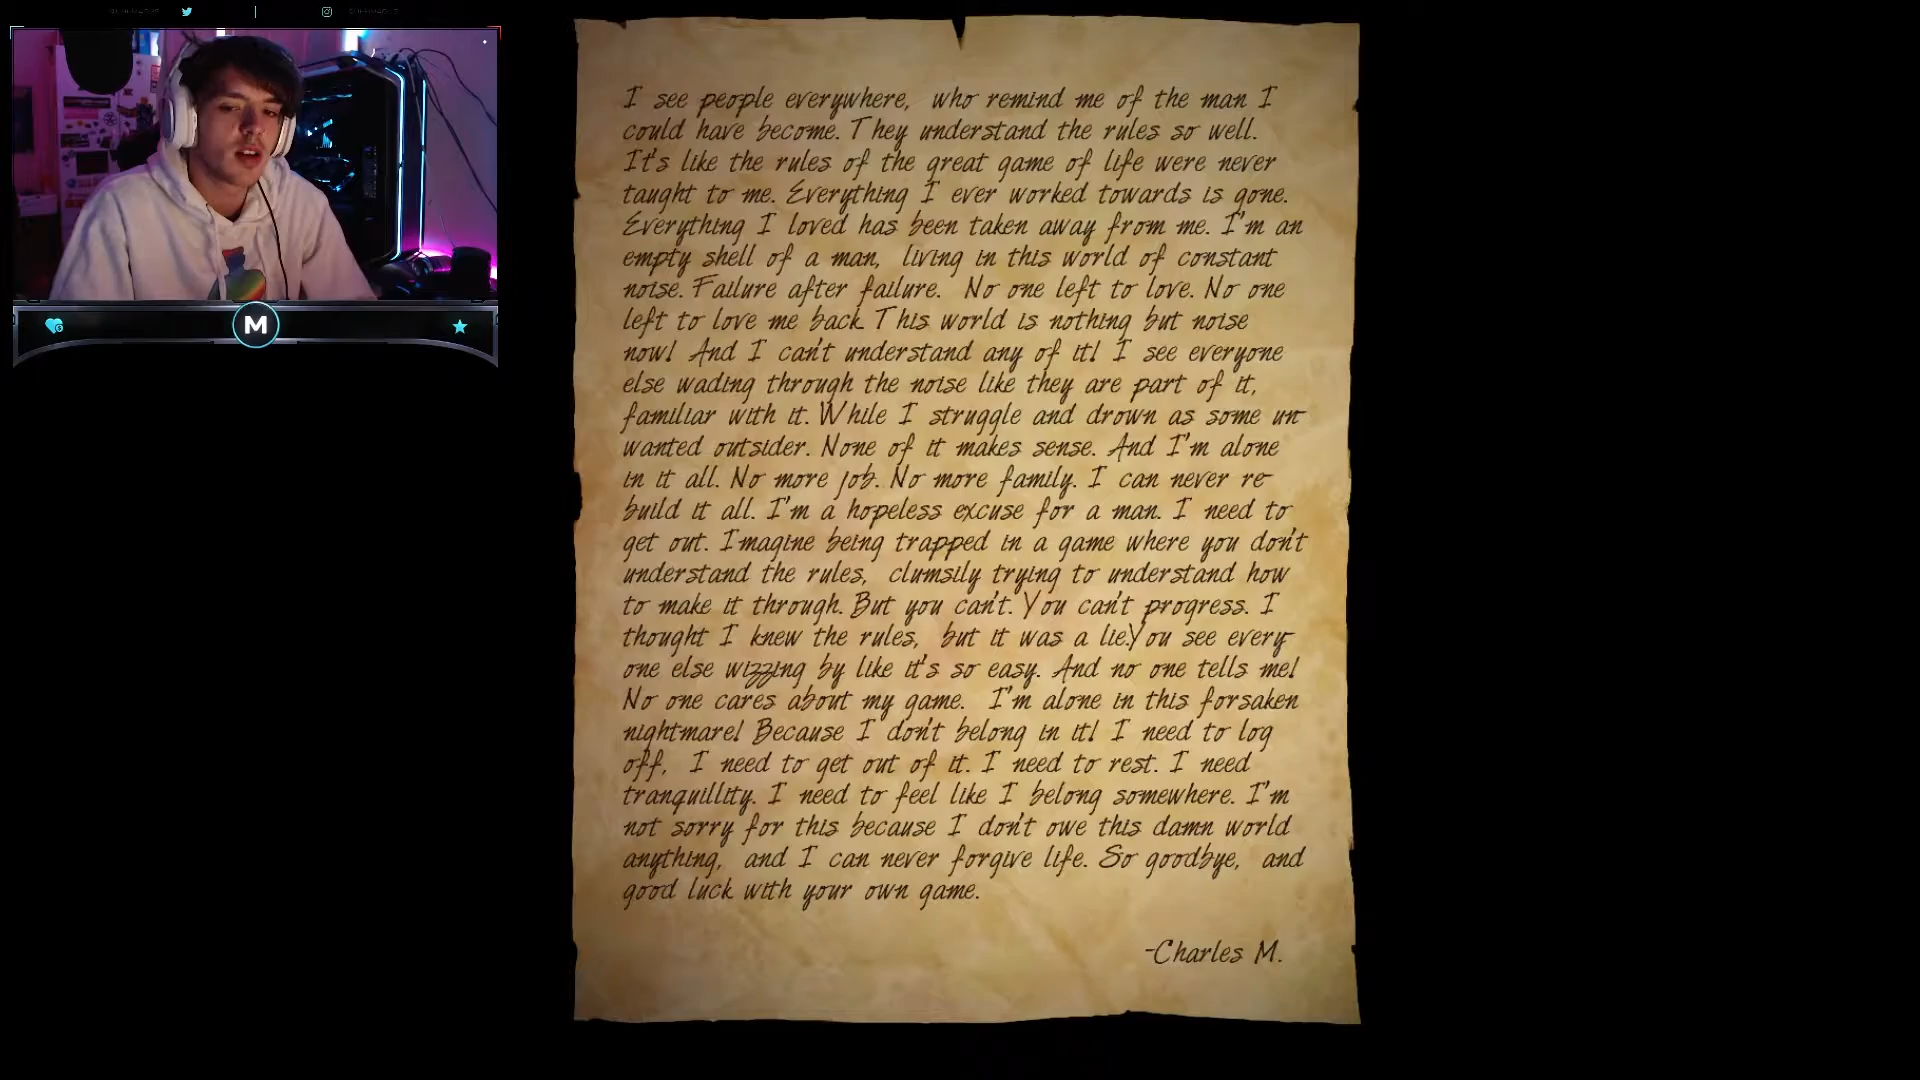 M
I see people everywhere, who remind me of the man I
could have become. They understand the rules so well.
It's like the rules of the great game of life were never
taught to me. Everything I ever worked towards is gone.
Everything I loved has been taken away from me. I'm an
empty shell of a man, living in this world of constant
noise. Failure after failure. No one left to love. No one
left to love me back. This world is nothing but noise
now! And I can't understand any of it! I see everyone
else wading through the noise like they are part of it,
familiar with it. While I struggle and drown as some un-
wanted outsider. None of it makes sense. And I'm alone
in it all. No more job. No more family. I can never re-
build it all. I'm a hopeless excuse for a man. I need to
get out. Imagine being trapped in a game where you don't
understand the rules, clumsily trying to understand how
to make it through. But you can't. You can't progress. I
thought I knew the rules, but it was a lie.You see every-
one else wizzing by like it's so easy. And no one tells me!
No one cares about my game. I'm alone in this forsaken
nightmare! Because I don't belong in it! I need to log
off, I need to get out of it. I need to rest. I need
tranquillity. I need to feel like I belong somewhere. I'm
not sorry for this because I don't owe this damn world
anything, and I can never forgive life. So goodbye, and
good luck with your own game.
-Charles M.